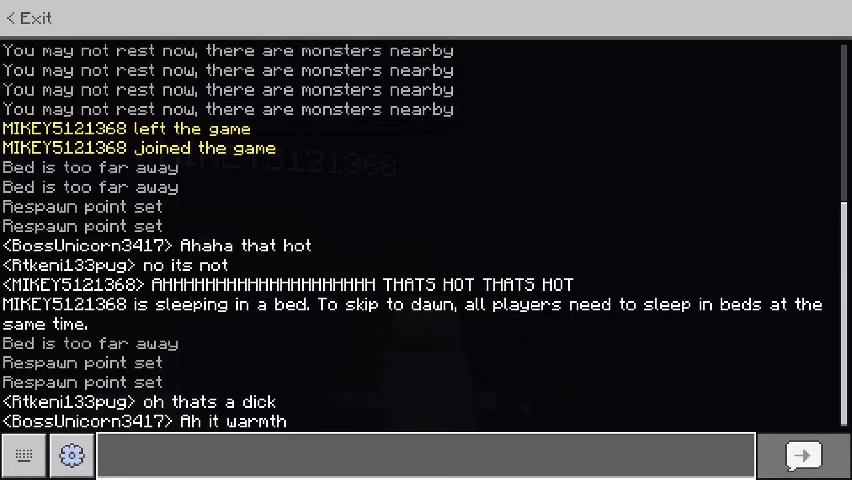 < Exit
You may not rest now, there are monsters nearby
You may not rest now, there are monsters nearby
You may not rest now, there are monsters nearby
You may not rest now, there are monsters nearby
MIKEY5121368 left the game
MIKEY5121368 joined the game
MIKEY5121368
Bed is too far away
Bed is too far away
Respawn point set
Respawn point set
<BossUnicorn3417> Ahaha that hot
<Rtkeni133pug> no its not
<MIKEY5121368> AHHHHHHHHHHHHHHHHHHHH THATS HOT THATS HOT
MIKEY5121368 is sleeping in a bed. To skip to dawn, all players need to sleep in beds at the
same time.
Bed is too far away
Respawn point set
Respawn point set
<Rtkeni133pug> oh thats a dick
<BossUnicorn3417> Ah it warmth